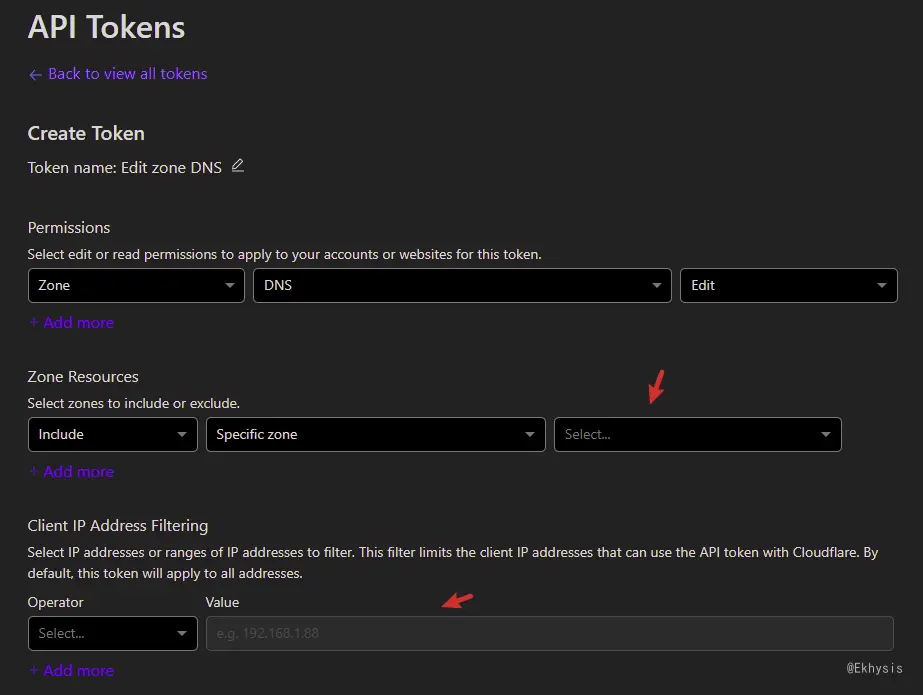 API Tokens
← Back to view all tokens
Create Token
Token name: Edit zone DNS
Permissions
Select edit or read permissions to apply to your accounts or websites for this token.
Zone DNS Edit
+ Add more
Zone Resources
Select zones to include or exclude.
Include Specific zone Select...
+ Add more
Client IP Address Filtering
Select IP addresses or ranges of IP addresses to filter. This filter limits the client IP addresses that can use the API token with Cloudflare. By
default, this token will apply to all addresses.
Operator Value
Select... e.g. 192.168.1.88
+ Add more
@Ekhysis